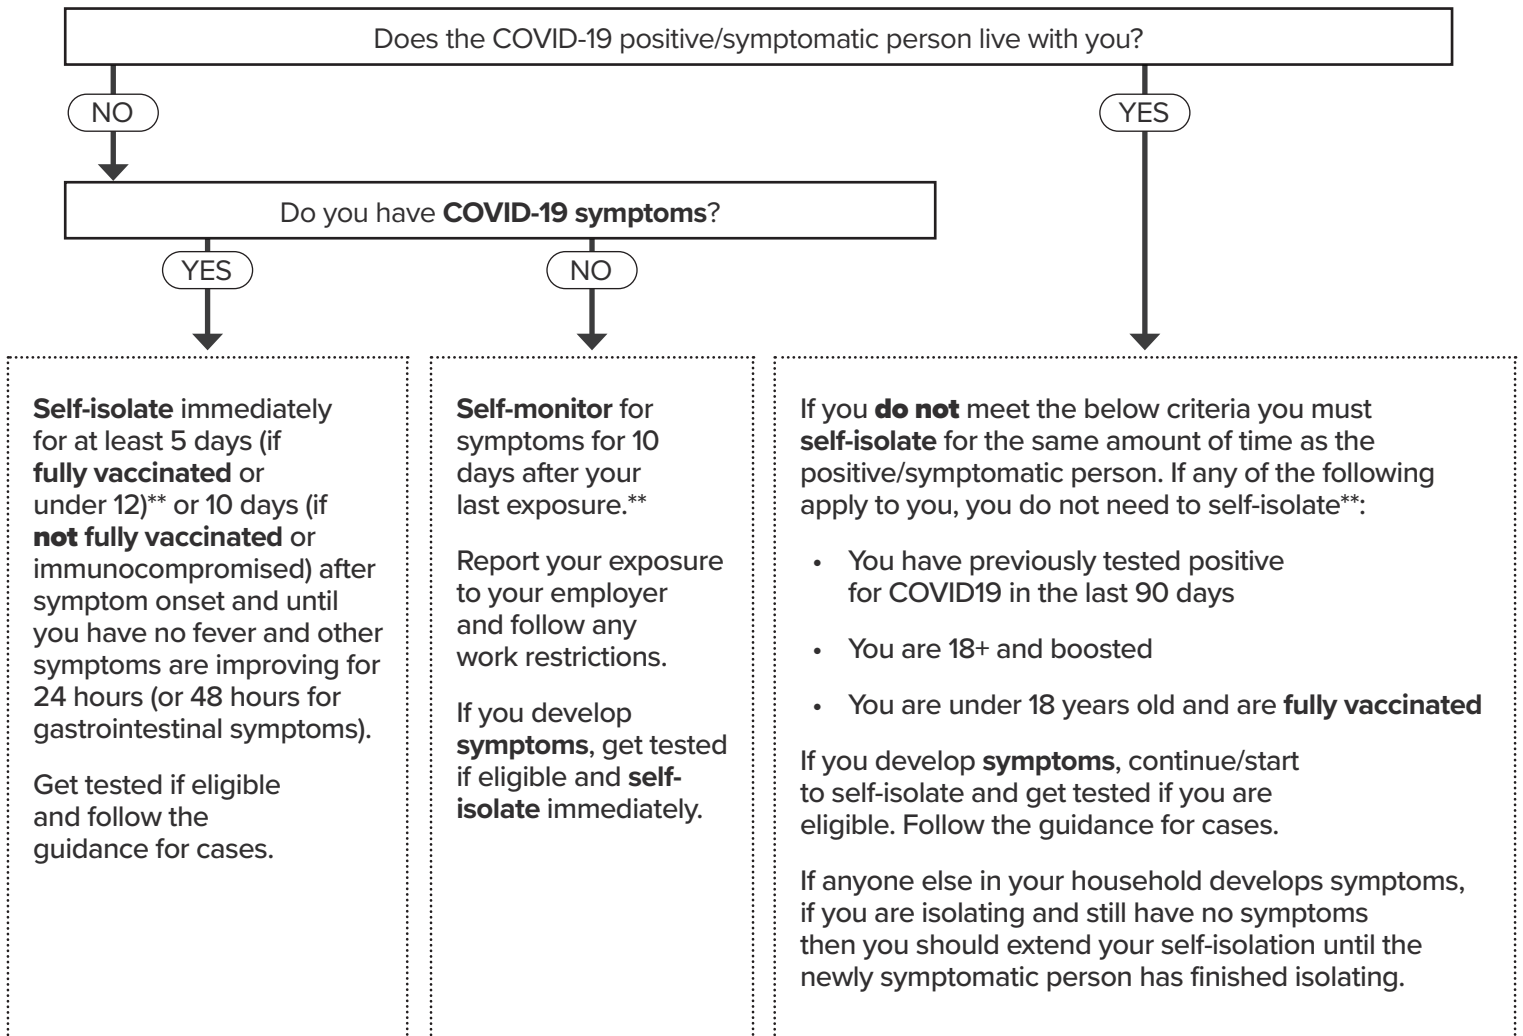 Does the COVID-19 positive/symptomatic person live with you?
NO
YES
Do you have COVID-19 symptoms?
YES
NO
Self-isolate immediately
for at least 5 days (if
fully vaccinated or
under 12)** or 10 days (if
not fully vaccinated or
immunocompromised) after
symptom onset and until
you have no fever and other
symptoms are improving for
24 hours (or 48 hours for
gastrointestinal symptoms).
Get tested if eligible
and follow the
guidance for cases.
Self-monitor for
symptoms for 10
days after your
last exposure.**
Report your exposure
to your employer
and follow any
work restrictions.
If you develop
symptoms, get tested
if eligible and self-
isolate immediately.
If you do not meet the below criteria you must
self-isolate for the same amount of time as the
positive/symptomatic person. If any of the following
apply to you, you do not need to self-isolate**:
• You have previously tested positive
for COVID19 in the last 90 days
• You are 18+ and boosted
• You are under 18 years old and are fully vaccinated
If you develop symptoms, continue/start
to self-isolate and get tested if you are
eligible. Follow the guidance for cases.
If anyone else in your household develops symptoms,
if you are isolating and still have no symptoms
then you should extend your self-isolation until the
newly symptomatic person has finished isolating.